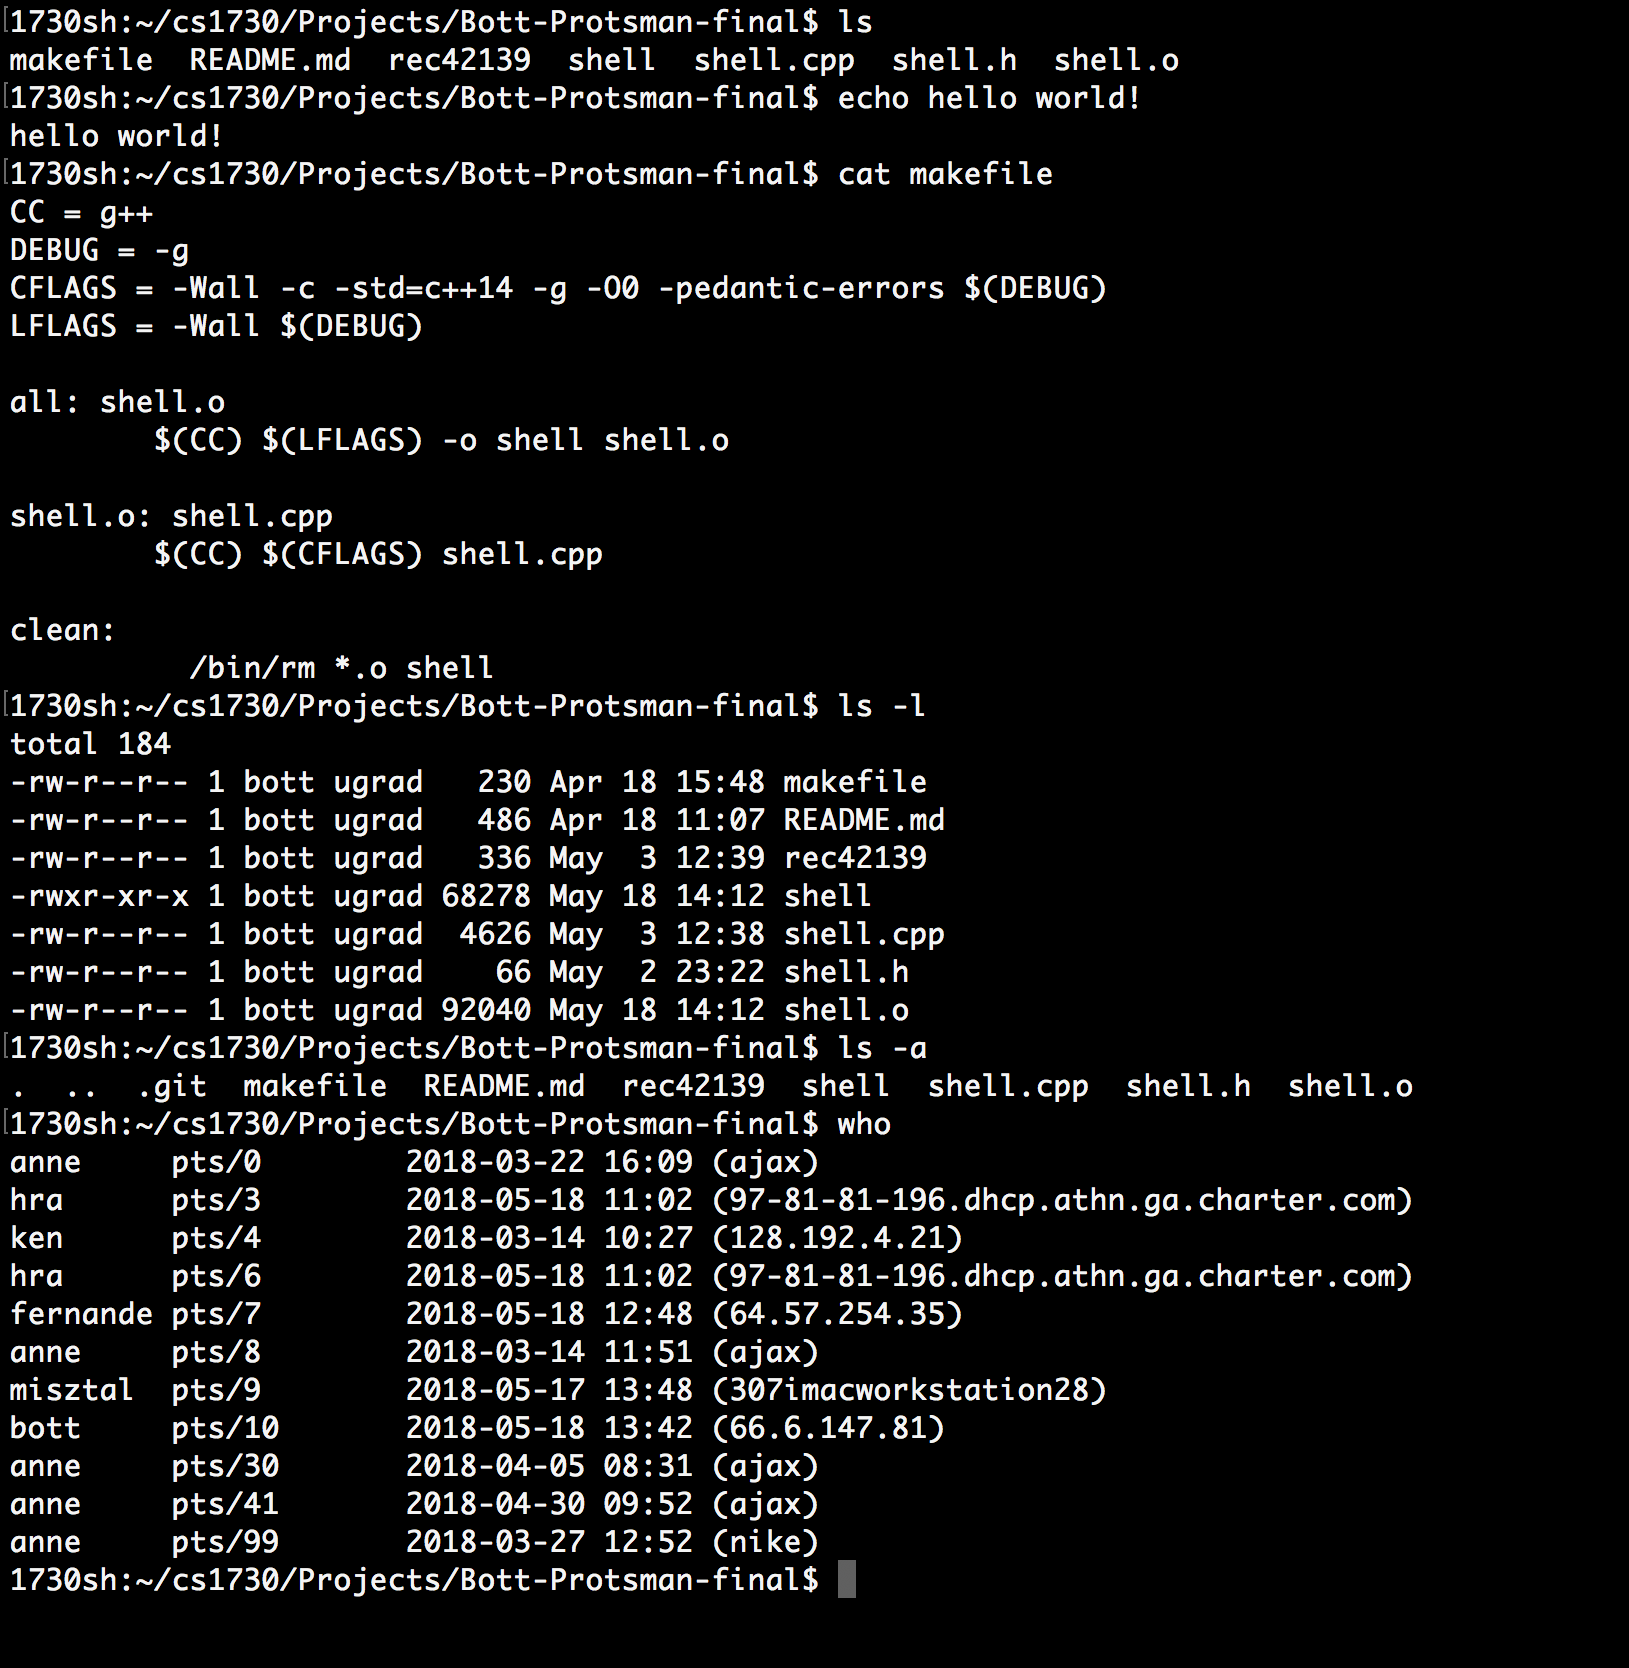 [1730sh:~/cs1730/Projects/Bott-Protsman-final$ ls
makefile  README.md  rec42139  shell  shell.cpp  shell.h  shell.o
[1730sh:~/cs1730/Projects/Bott-Protsman-final$ echo hello world!
hello world!
[1730sh:~/cs1730/Projects/Bott-Protsman-final$ cat makefile
CC = g++
DEBUG = -g
CFLAGS = -Wall -c -std=c++14 -g -O0 -pedantic-errors $(DEBUG)
LFLAGS = -Wall $(DEBUG)

all: shell.o
        $(CC) $(LFLAGS) -o shell shell.o

shell.o: shell.cpp
        $(CC) $(CFLAGS) shell.cpp

clean:
          /bin/rm *.o shell
[1730sh:~/cs1730/Projects/Bott-Protsman-final$ ls -l
total 184
-rw-r--r-- 1 bott ugrad   230 Apr 18 15:48 makefile
-rw-r--r-- 1 bott ugrad   486 Apr 18 11:07 README.md
-rw-r--r-- 1 bott ugrad   336 May  3 12:39 rec42139
-rwxr-xr-x 1 bott ugrad 68278 May 18 14:12 shell
-rw-r--r-- 1 bott ugrad  4626 May  3 12:38 shell.cpp
-rw-r--r-- 1 bott ugrad    66 May  2 23:22 shell.h
-rw-r--r-- 1 bott ugrad 92040 May 18 14:12 shell.o
[1730sh:~/cs1730/Projects/Bott-Protsman-final$ ls -a
.  ..  .git  makefile  README.md  rec42139  shell  shell.cpp  shell.h  shell.o
[1730sh:~/cs1730/Projects/Bott-Protsman-final$ who
anne     pts/0        2018-03-22 16:09 (ajax)
hra      pts/3        2018-05-18 11:02 (97-81-81-196.dhcp.athn.ga.charter.com)
ken      pts/4        2018-03-14 10:27 (128.192.4.21)
hra      pts/6        2018-05-18 11:02 (97-81-81-196.dhcp.athn.ga.charter.com)
fernande pts/7        2018-05-18 12:48 (64.57.254.35)
anne     pts/8        2018-03-14 11:51 (ajax)
misztal  pts/9        2018-05-17 13:48 (307imacworkstation28)
bott     pts/10       2018-05-18 13:42 (66.6.147.81)
anne     pts/30       2018-04-05 08:31 (ajax)
anne     pts/41       2018-04-30 09:52 (ajax)
anne     pts/99       2018-03-27 12:52 (nike)
1730sh:~/cs1730/Projects/Bott-Protsman-final$